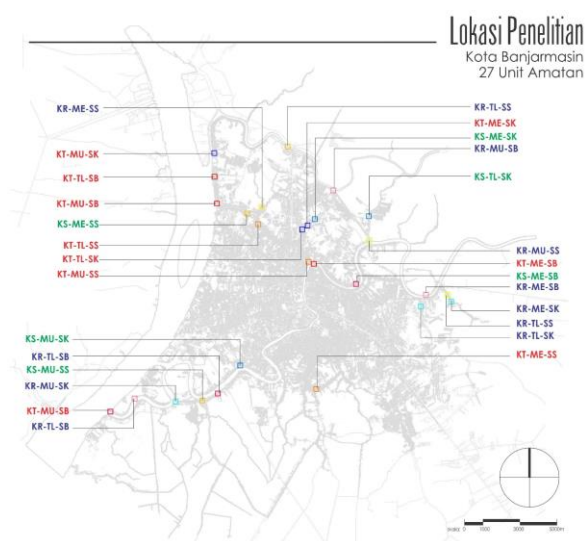 Lokasi Penelitian
Kota Banjarmasin
27 Unit Amatan
KR-ME-SS
KT-MU-SK
KT-TL-SB
KT-MU-SB
KS-ME-SS
KT-TL-SS
KT-TL-SK
KT-MU-SS
KR-TL-SS
KT-ME-SK
KS-ME-SK
KR-MU-SB
KS-TL-SK
KR-MU-SS
KT-ME-SB
KS-ME-SB
KR-ME-SB
KR-ME-SK
KR-TL-SS
KR-TL-SK
KT-ME-SS
KS-MU-SK
KR-TL-SB
KS-MU-SS
KR-MU-SK
KT-MU-SB
KR-TL-SB
0 1000 3000 5000m